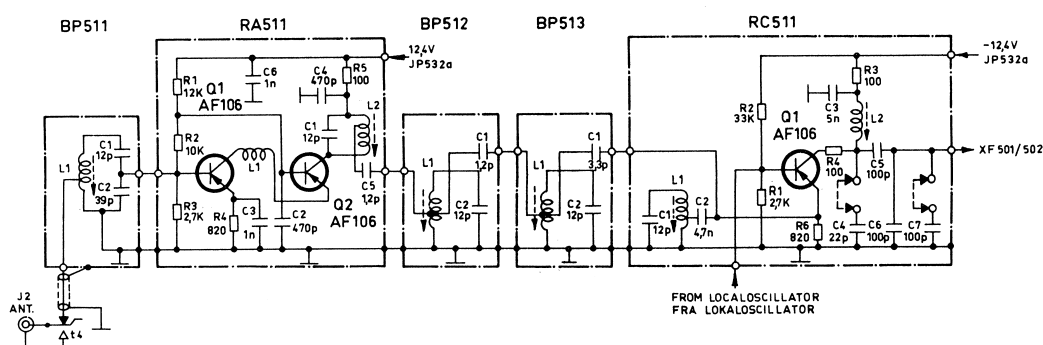 BP511
RA511
BP512
BP513
RC511
12,4V
JP532a
-12,4V
JP532a
R1
12K
C6
1n
Q1
AF106
C4
470p
R5
100
L2
C1
12p
R2
10K
L1
C1
12p
C2
39p
L1
Q2
AF106
C5
1,2p
R3
2,7K
R4
820
C3
1n
C2
470p
L1
C1
1,2p
C2
12p
L1
C1
3,3p
C2
12p
L1
C1
12p
C2
4,7n
R2
33K
Q1
AF106
R3
100
C3
5n
L2
R4
100
C5
100p
XF501/502
R1
2,7K
R6
820
C4
22p
C6
100p
C7
100p
FROM LOCALOSCILLATOR
FRA LOKALOSCILLATOR
J2
ANT.
t4